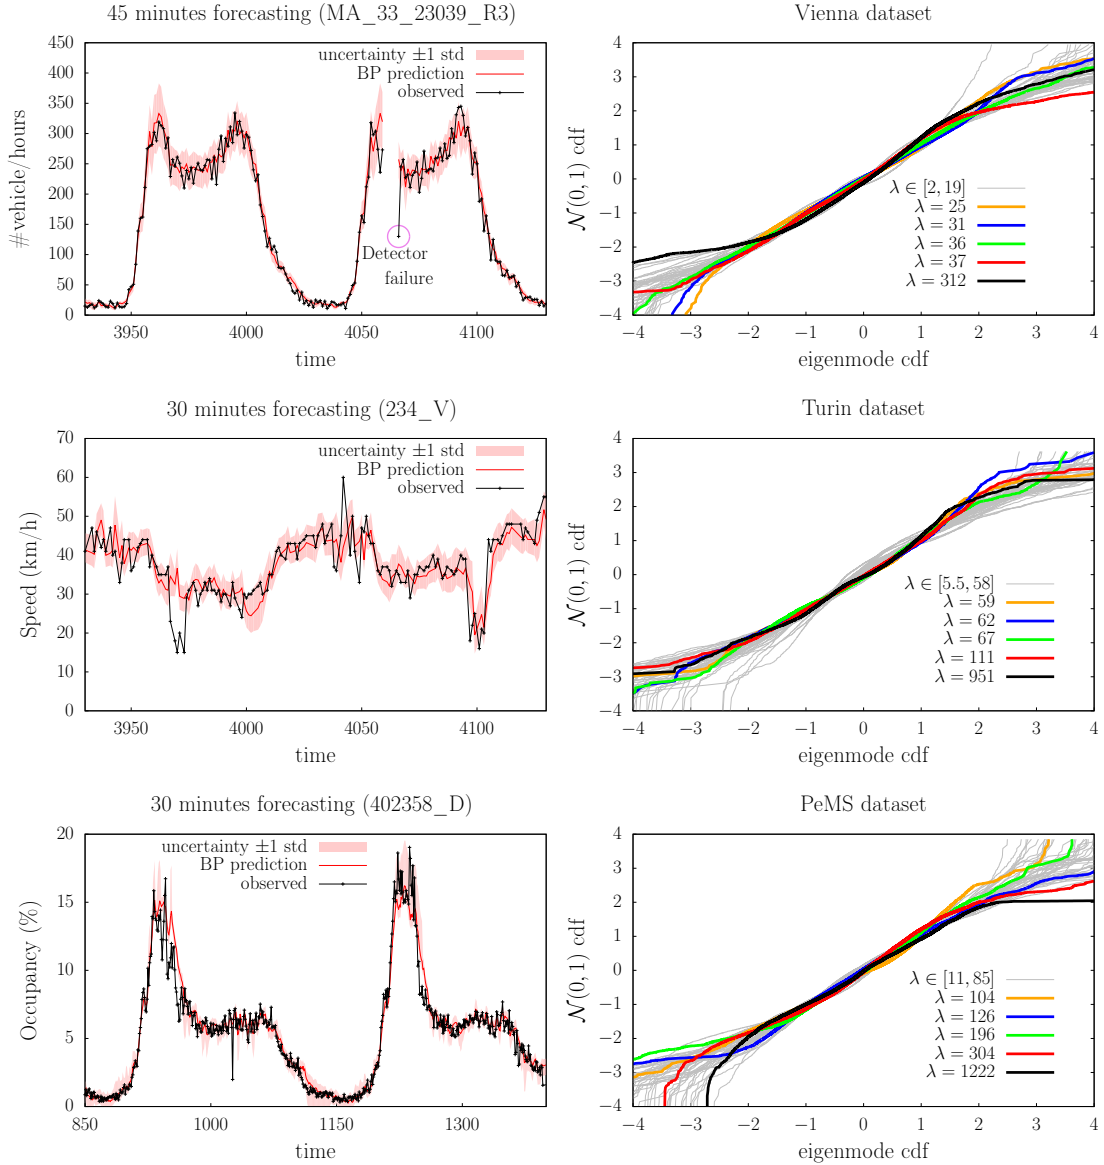 45 minutes forecasting (MA_33_23039_R3)
450
400
350
300
250
200
150
100
50
0
#vehicle/hours
uncertainty ±1 std
BP prediction
observed
Detector
failure
3950 4000 4050 4100
time
Vienna dataset
4
3
2
1
0
−1
−2
−3
−4
𝒩(0, 1) cdf
λ ∈ [2, 19]
λ = 25
λ = 31
λ = 36
λ = 37
λ = 312
−4 −3 −2 −1 0 1 2 3 4
eigenmode cdf
30 minutes forecasting (234_V)
70
60
50
40
30
20
10
0
Speed (km/h)
uncertainty ±1 std
BP prediction
observed
3950 4000 4050 4100
time
Turin dataset
4
3
2
1
0
−1
−2
−3
−4
𝒩(0, 1) cdf
λ ∈ [5.5, 58]
λ = 59
λ = 62
λ = 67
λ = 111
λ = 951
−4 −3 −2 −1 0 1 2 3 4
eigenmode cdf
30 minutes forecasting (402358_D)
20
15
10
5
0
Occupancy (%)
uncertainty ±1 std
BP prediction
observed
850 1000 1150 1300
time
PeMS dataset
4
3
2
1
0
−1
−2
−3
−4
𝒩(0, 1) cdf
λ ∈ [11, 85]
λ = 104
λ = 126
λ = 196
λ = 304
λ = 1222
−4 −3 −2 −1 0 1 2 3 4
eigenmode cdf